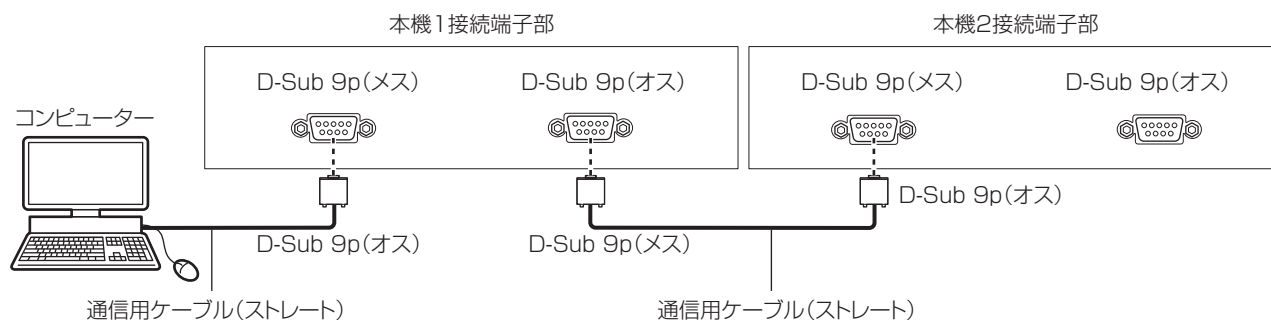 本機1接続端子部
本機2接続端子部
D-Sub 9p(メス)
D-Sub 9p(オス)
D-Sub 9p(メス)
D-Sub 9p(オス)
コンピューター
D-Sub 9p(オス)
D-Sub 9p(オス)
D-Sub 9p(メス)
通信用ケーブル(ストレート)
通信用ケーブル(ストレート)